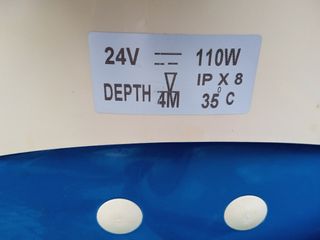 24V ⎓ 110W
DEPTH 4M IP X 8
35°C